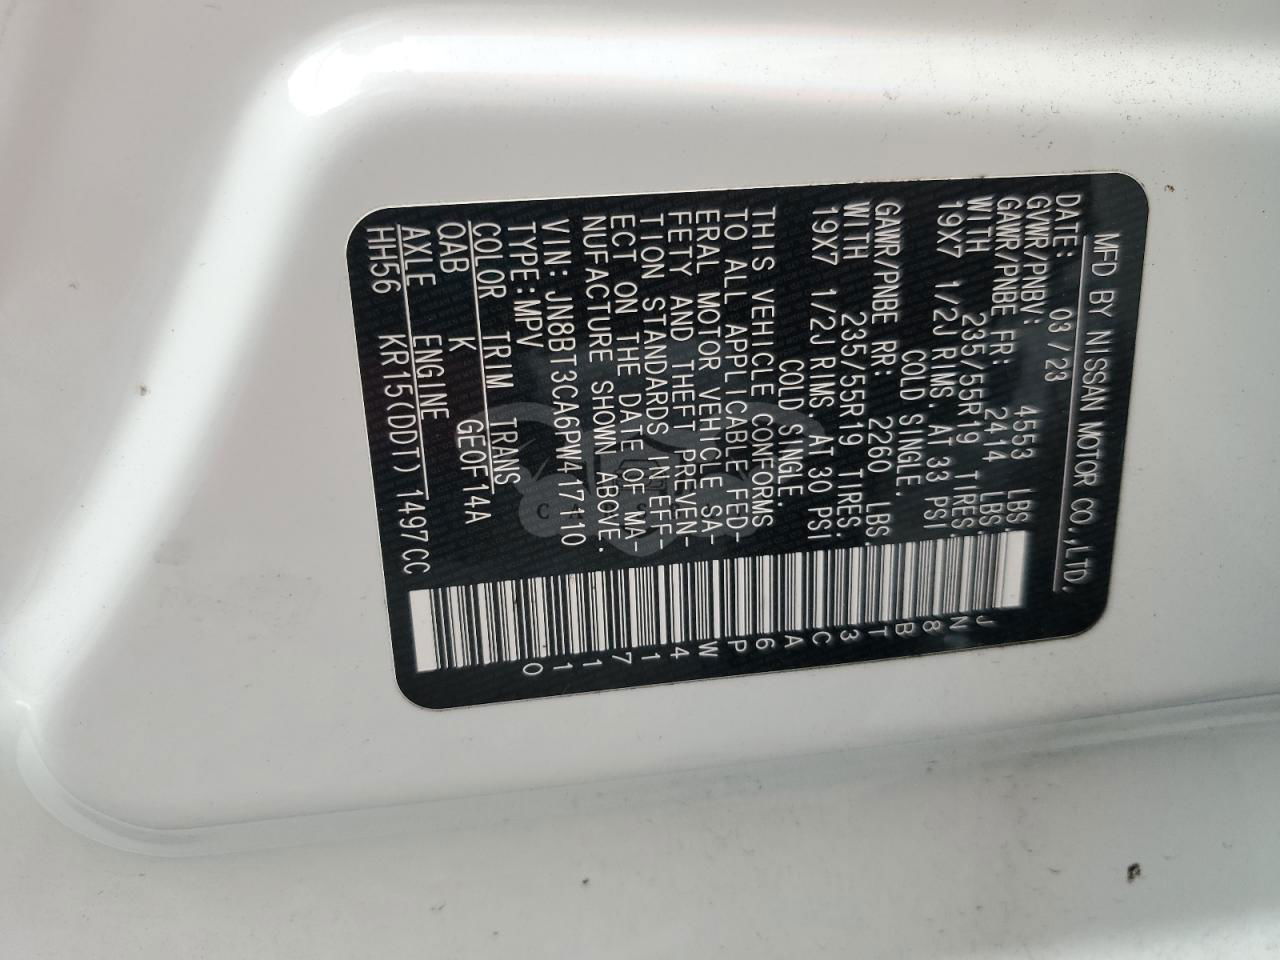 MFD BY NISSAN MOTOR CO.,LTD.
DATE: 03/23
GVWR/PNBV: 4553 LBS.
GAWR/PNBE FR: 2414 LBS.
WITH 235/55R19 TIRES.
19X7 1/2J RIMS. AT 33 PSI
COLD SINGLE.
GAWR/PNBE RR: 2260 LBS.
WITH 235/55R19 TIRES.
19X7 1/2J RIMS AT 30 PSI
COLD SINGLE.
THIS VEHICLE CONFORMS
TO ALL APPLICABLE FED-
ERAL MOTOR VEHICLE SA-
FETY AND THEFT PREVEN-
TION STANDARDS N EFF-
ECT ON THE DATE OF MA-
NUFACTURE SHOWN ABOVE.
VIN: JN8BT3CA6PW417110
TYPE:MPV
COLOR TRIM TRANS
QAB K GE0F14A
AXLE ENGINE
HH56 KR15(DDT) 1497CC
JN8BT3CA6PW417110